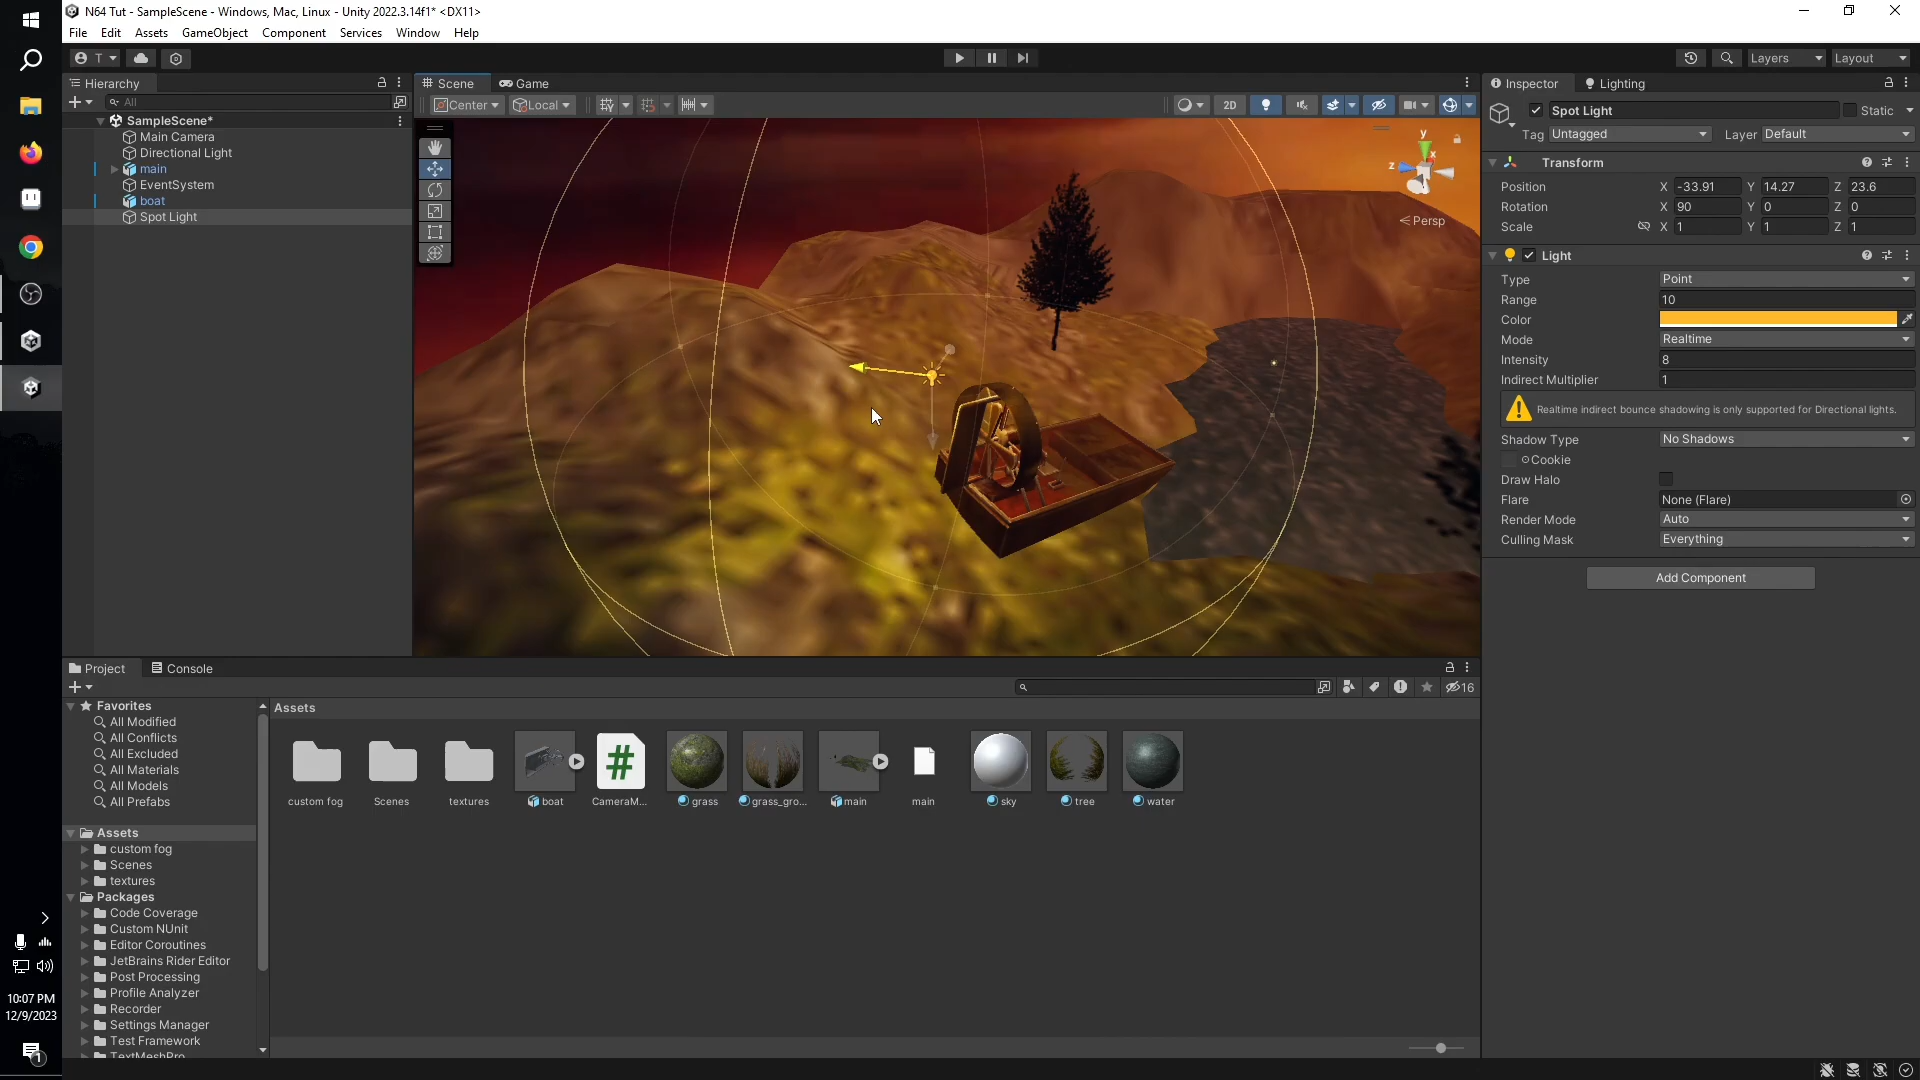 N64 Tut - SampleScene - Windows, Mac, Linux - Unity 2022.3.14f1* <DX11>
File Edit Assets GameObject Component Services Window Help
T Layers Layout
Hierarchy
All
SampleScene*
Main Camera
Directional Light
main
EventSystem
boat
Spot Light
Scene Game
Center Local 2D
y
x
z
Persp
Inspector Lighting
Spot Light Static
Tag Untagged Layer Default
Transform
Position X -33.91 Y 14.27 Z 23.6
Rotation X 90 Y 0 Z 0
Scale X 1 Y 1 Z 1
Light
Type Point
Range 10
Color
Mode Realtime
Intensity 8
Indirect Multiplier 1
Realtime indirect bounce shadowing is only supported for Directional lights.
Shadow Type No Shadows
Cookie
Draw Halo
Flare None (Flare)
Render Mode Auto
Culling Mask Everything
Add Component
Project Console
16
Favorites
All Modified
All Conflicts
All Excluded
All Materials
All Models
All Prefabs
Assets
custom fog
Scenes
textures
Packages
Code Coverage
Custom NUnit
Editor Coroutines
JetBrains Rider Editor
Post Processing
Profile Analyzer
Recorder
Settings Manager
Test Framework
TextMeshPro
Assets
#
custom fog Scenes textures boat CameraM... grass grass_gro... main main sky tree water
10:07 PM
12/9/2023
1